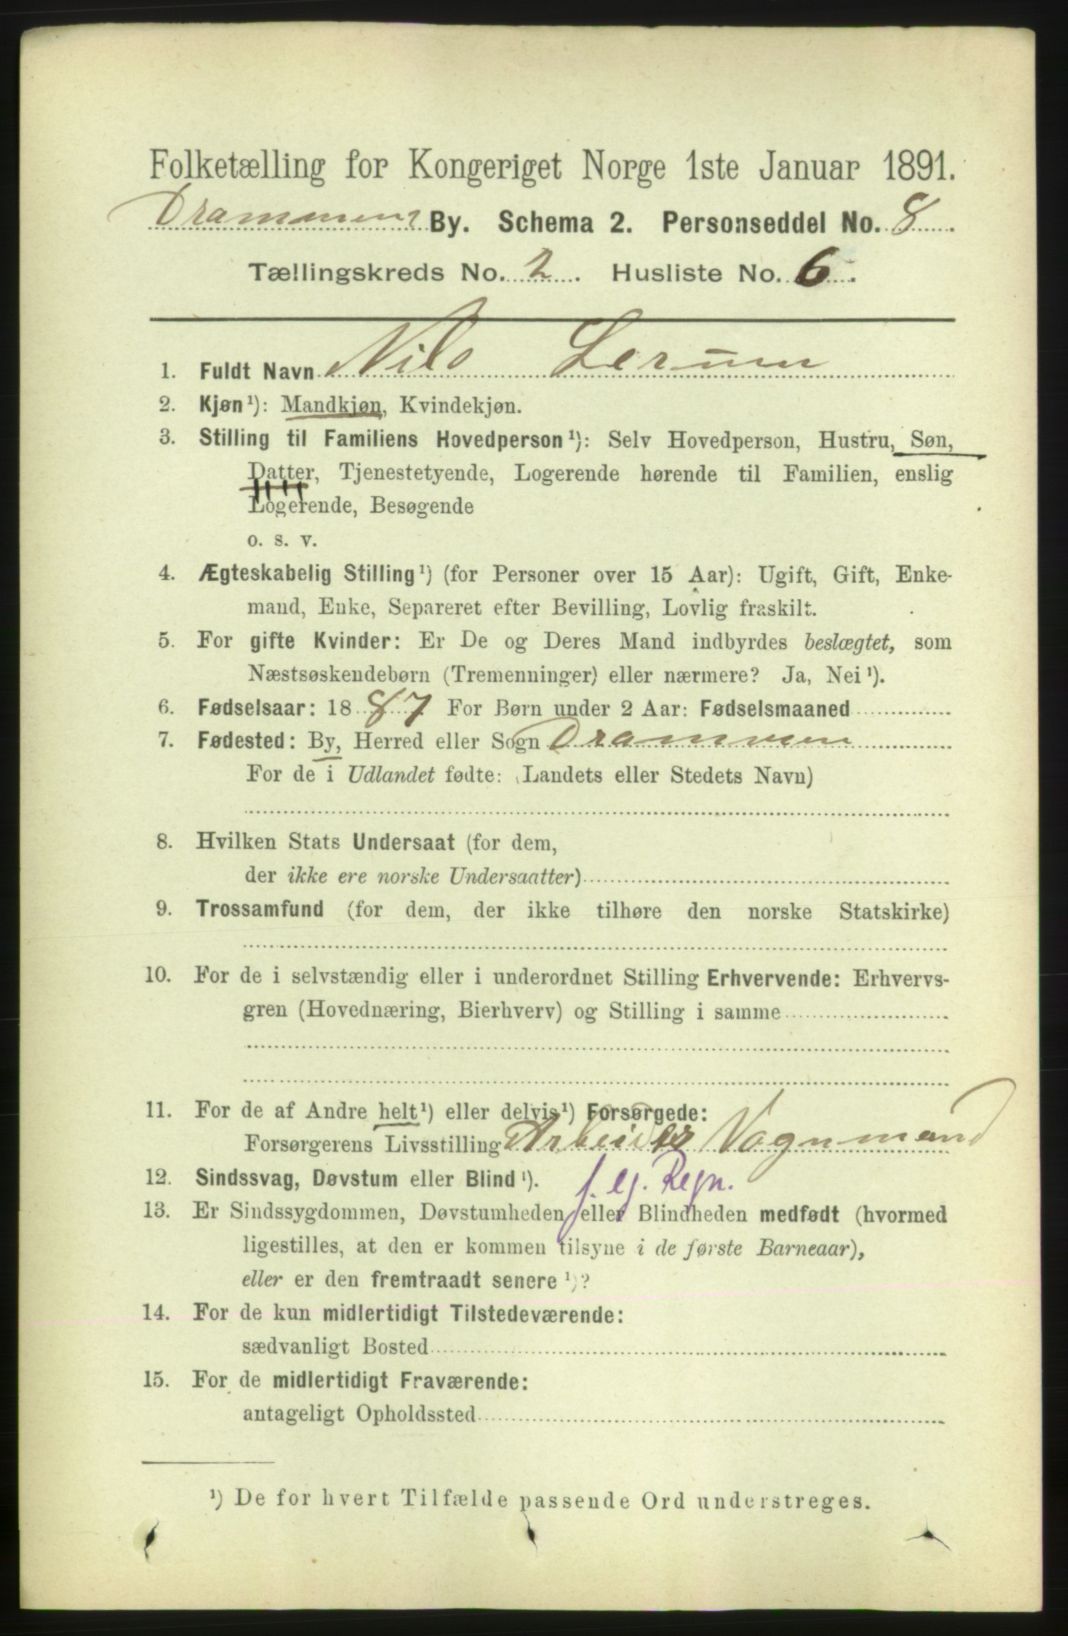 Folketælling for Kongeriget Norge 1ste Januar 1891.
Drammens By. Schema 2. Personseddel No. 8
Tællingskreds No. 2. Husliste No. 6.
1. Fuldt Navn Nils Lerum
2. Kjøn¹): Mandkjøn, Kvindekjøn.
3. Stilling til Familiens Hovedperson¹): Selv Hovedperson, Hustru, Søn,
Datter, Tjenestetyende, Logerende hørende til Familien, enslig
Logerende, Besøgende
o. s. v.
4. Ægteskabelig Stilling¹) (for Personer over 15 Aar): Ugift, Gift, Enke-
mand, Enke, Separeret efter Bevilling, Lovlig fraskilt.
5. For gifte Kvinder: Er De og Deres Mand indbyrdes beslægtet, som
Næstsøskendebørn (Tremenninger) eller nærmere? Ja, Nei¹).
6. Fødselsaar: 1887. For Børn under 2 Aar: Fødselsmaaned
7. Fødested: By, Herred eller Sogn Drammen
For de i Udlandet fødte: (Landets eller Stedets Navn)
8. Hvilken Stats Undersaat (for dem,
der ikke ere norske Undersaatter)
9. Trossamfund (for dem, der ikke tilhøre den norske Statskirke)
10. For de i selvstændig eller i underordnet Stilling Erhvervende: Erhvervs-
gren (Hovednæring, Bierhverv) og Stilling i samme
11. For de af Andre helt¹) eller delvis¹) Forsørgede:
Forsørgerens Livsstilling Arbeider Vognmand
12. Sindssvag, Døvstum eller Blind¹). f. eg. Regn.
13. Er Sindssygdommen, Døvstumheden eller Blindheden medfødt (hvormed
ligestilles, at den er kommen tilsyne i de første Barneaar),
eller er den fremtraadt senere¹)?
14. For de kun midlertidigt Tilstedeværende:
sædvanligt Bosted
15. For de midlertidigt Fraværende:
antageligt Opholdssted
¹) De for hvert Tilfælde passende Ord understreges.